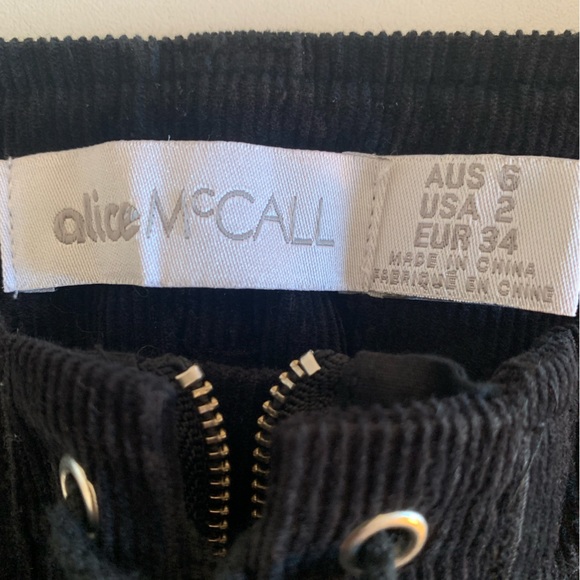 alice McCALL
AUS 6
USA 2
EUR 34
MADE IN CHINA
FABRIQUE EN CHINE